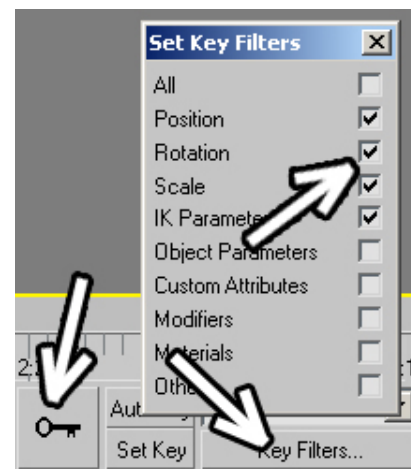 Set Key Filters
All
Position
Rotation
Scale
IK Paramete
Object Parameters
Custom Attributes
Modifiers
Materials
Othe
Set Key
Key Filters...